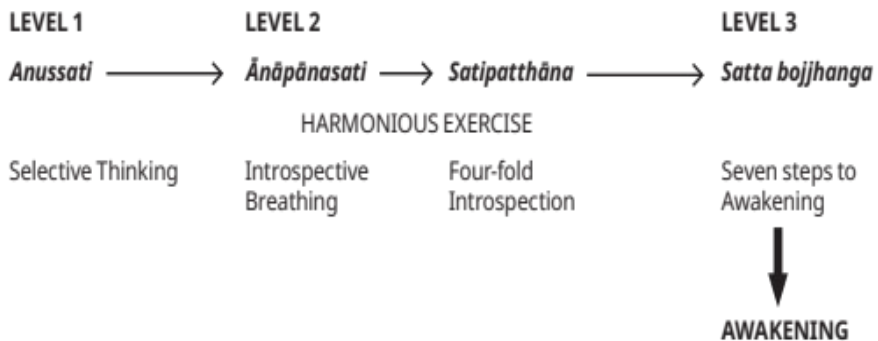 LEVEL 1 LEVEL 2 LEVEL 3
Anussati Ānāpānasati Satipatthāna Satta bojjhanga
HARMONIOUS EXERCISE
Selective Thinking Introspective Four-fold Seven steps to
Breathing Introspection Awakening
AWAKENING